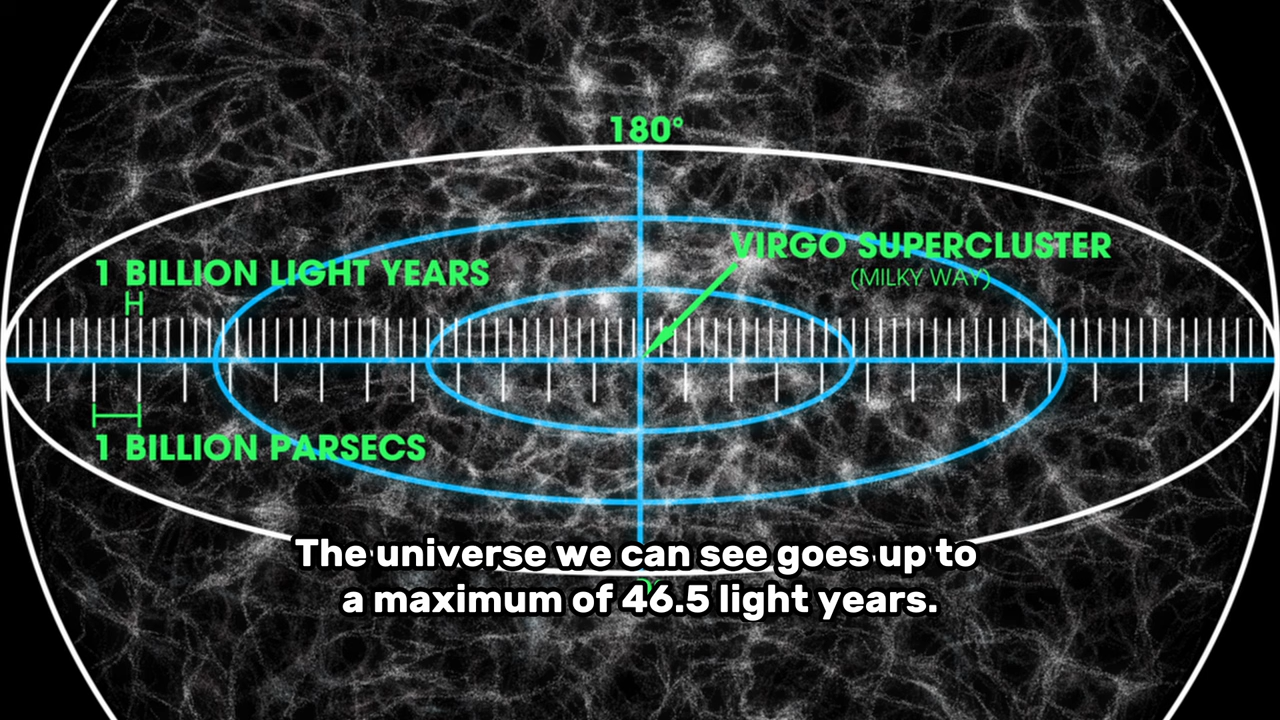 180°
VIRGO SUPERCLUSTER
(MILKY WAY)
1 BILLION LIGHT YEARS
1 BILLION PARSECS
The universe we can see goes up to
a maximum of 46.5 light years.